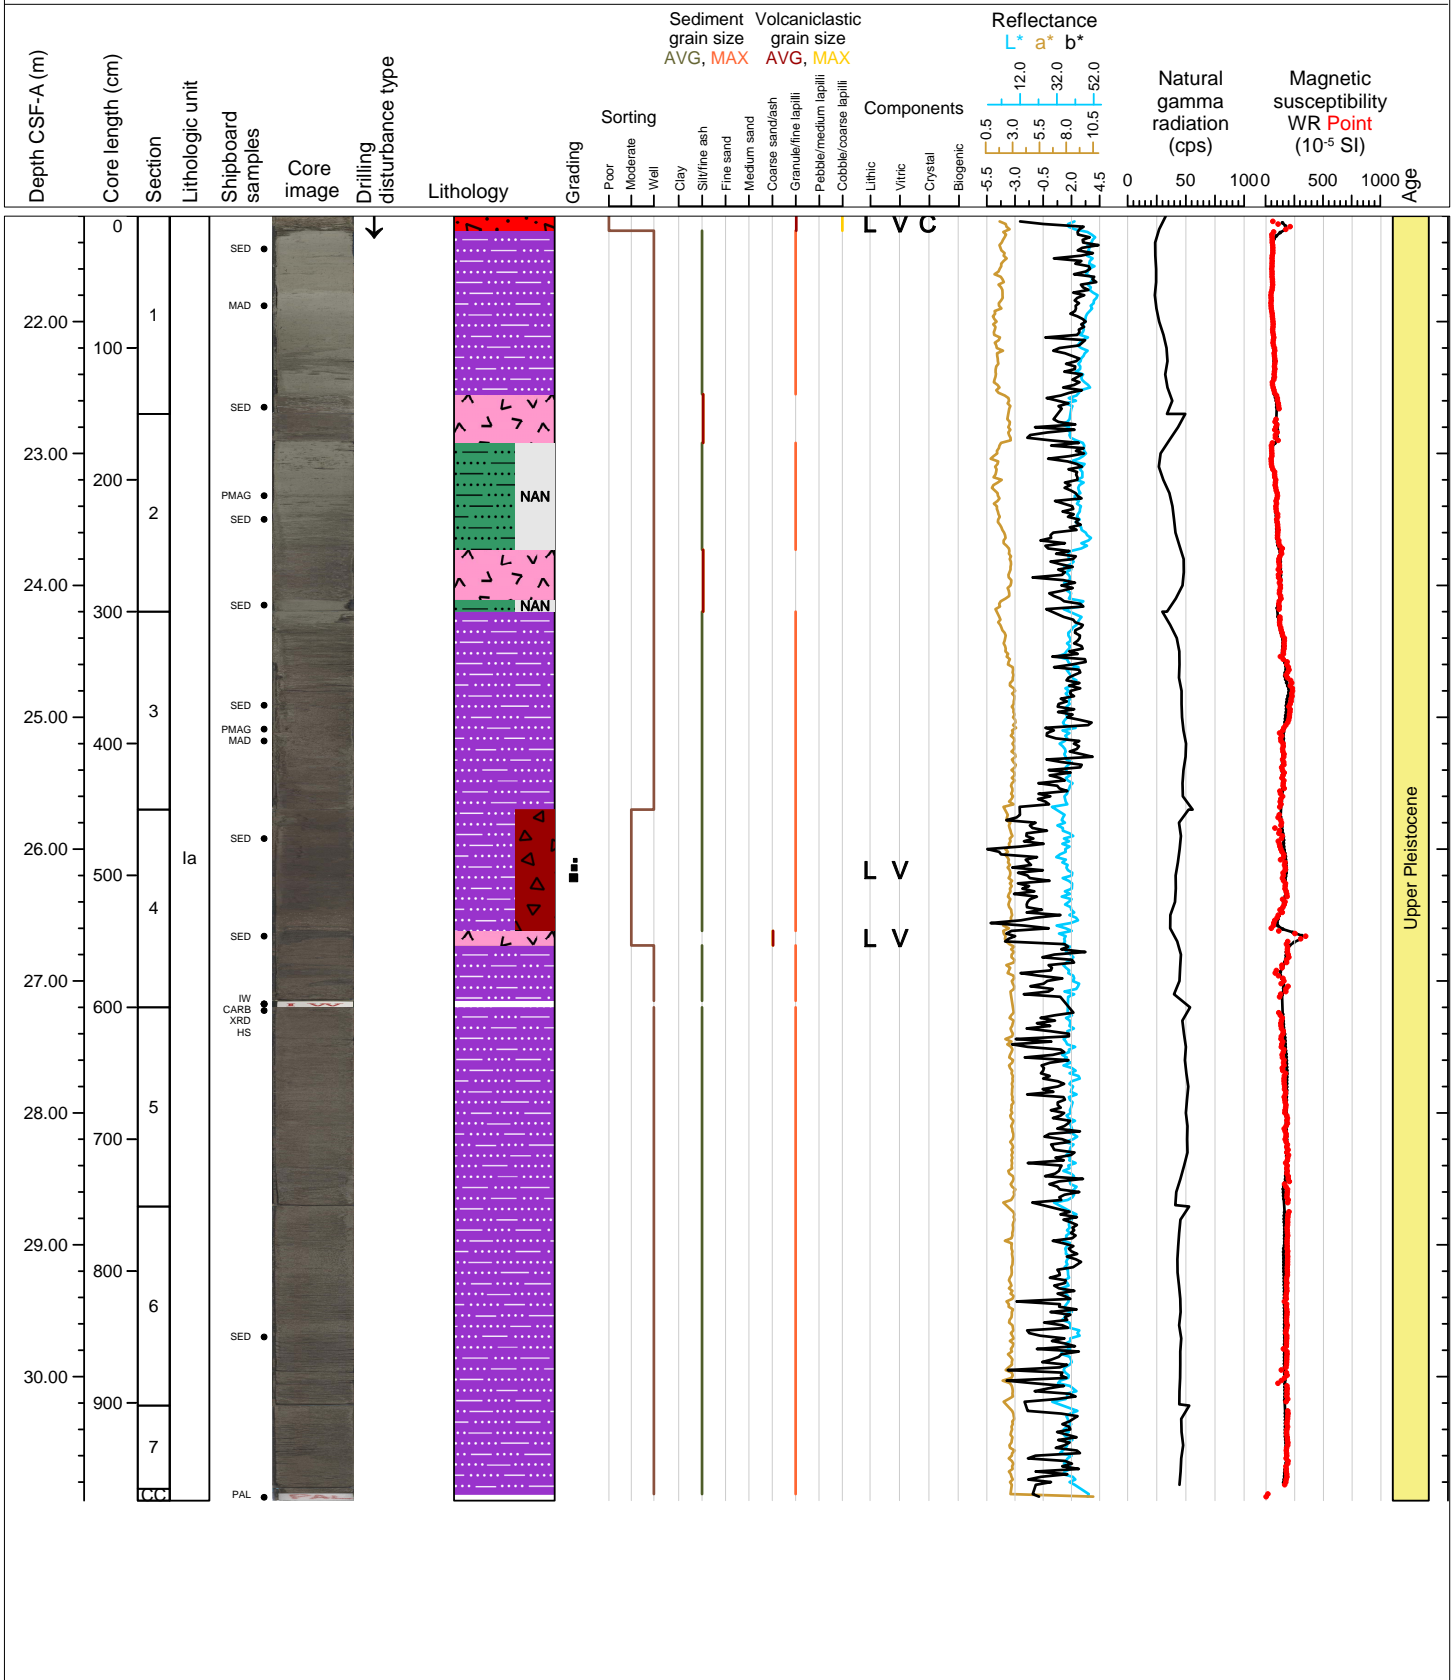 Depth CSF-A (m)
Core length (cm)
Section
Lithologic unit
Shipboard
samples
Core
image
Drilling
disturbance type
Lithology
Grading
Sorting
Poor
Moderate
Well
Sediment
grain size
AVG, MAX
Volcaniclastic
grain size
AVG, MAX
Clay
Silt/fine ash
Fine sand
Medium sand
Coarse sand/ash
Granule/fine lapilli
Pebble/medium lapilli
Cobble/coarse lapilli
Components
Lithic
Vitric
Crystal
Biogenic
Reflectance
L* a* b*
12.0 32.0 52.0
0.5 3.0 5.5 8.0 10.5
-5.5 -3.0 -0.5 2.0 4.5
Natural
gamma
radiation
(cps)
0 50 100
Magnetic
susceptibility
WR Point
(10-5 SI)
0 500 1000
Age
0
L V C
SED
MAD
1
22.00
100
SED
23.00
200
PMAG
NAN
2
SED
24.00
SED
NAN
300
SED
3
25.00
PMAG
MAD
400
SED
26.00
Ia
L V
500
4
SED
L V
27.00
IW
IW
600
CARB
XRD
HS
5
28.00
700
29.00
800
6
SED
30.00
900
7
CC
PAL
PAL
Upper Pleistocene